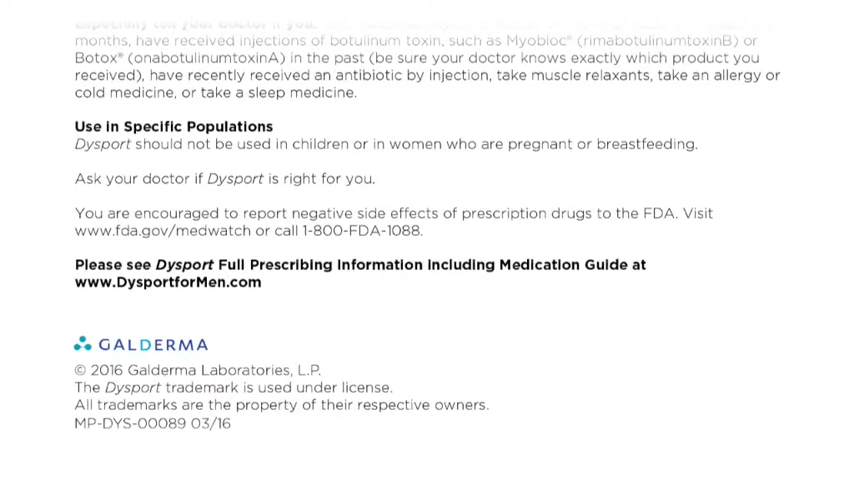 Especially tell your doctor if you:
months, have received injections of botulinum toxin, such as Myobloc® (rimabotulinumtoxinB) or
Botox® (onabotulinumtoxinA) in the past (be sure your doctor knows exactly which product you
received), have recently received an antibiotic by injection, take muscle relaxants, take an allergy or
cold medicine, or take a sleep medicine.
Use in Specific Populations
Dysport should not be used in children or in women who are pregnant or breastfeeding.
Ask your doctor if Dysport is right for you.
You are encouraged to report negative side effects of prescription drugs to the FDA. Visit
www.fda.gov/medwatch or call 1-800-FDA-1088.
Please see Dysport Full Prescribing Information including Medication Guide at
www.DysportforMen.com
GALDERMA
© 2016 Galderma Laboratories, L.P.
The Dysport trademark is used under license.
All trademarks are the property of their respective owners.
MP-DYS-00089 03/16